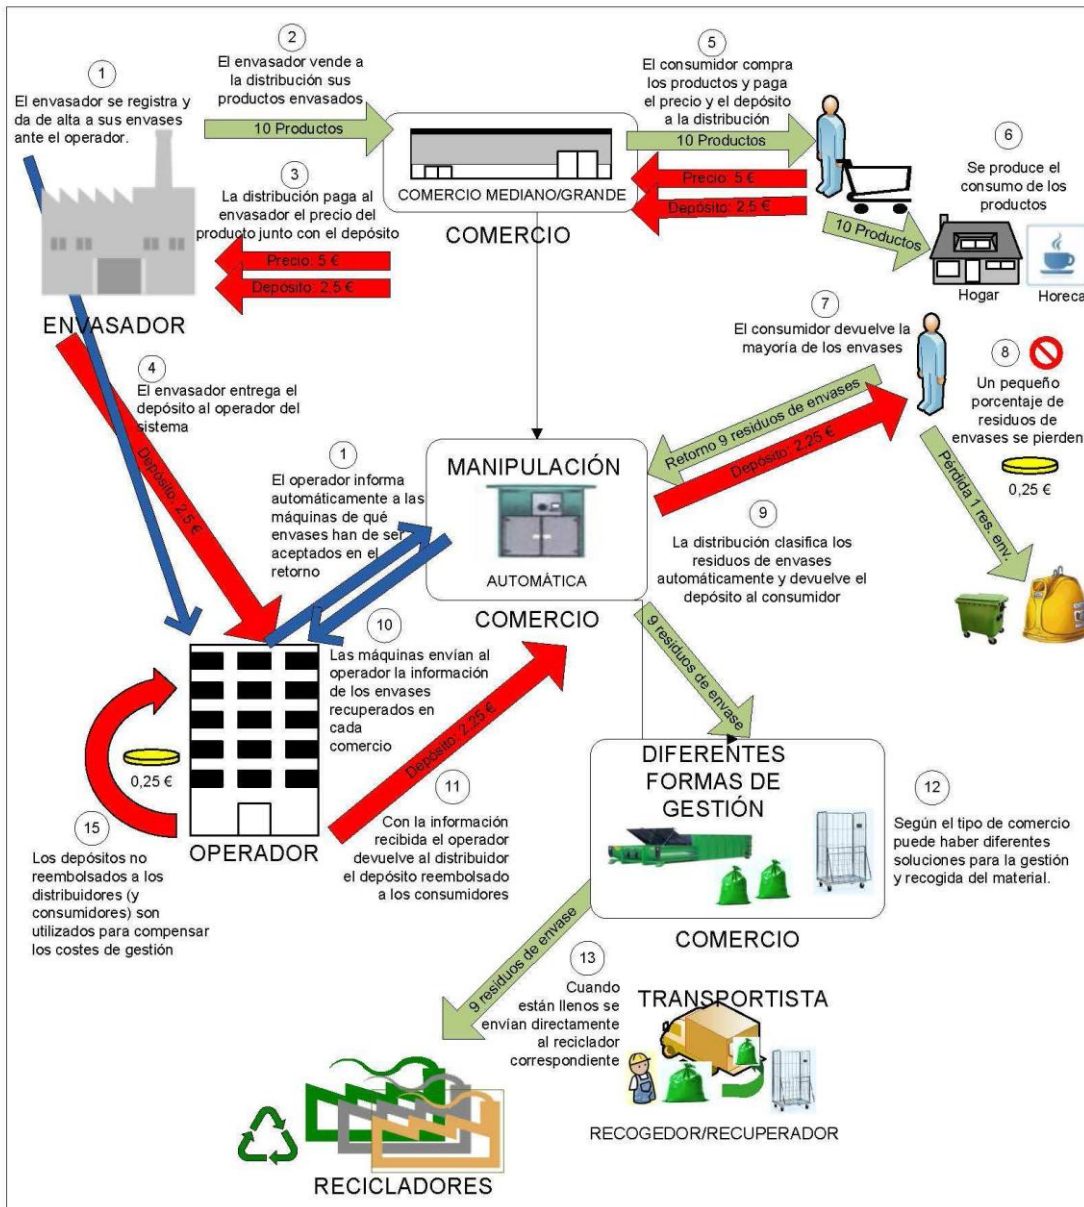 1
El envasador se registra y
da de alta a sus envases
ante el operador.
2
El envasador vende a
la distribución sus
productos envasados
10 Productos
COMERCIO MEDIANO/GRANDE
COMERCIO
5
El consumidor compra
los productos y paga
el precio y el depósito
a la distribución
10 Productos
Precio: 5 €
Depósito: 2,5 €
6
Se produce el
consumo de los
productos
10 Productos
Hogar
Horeca
3
La distribución paga al
envasador el precio del
producto junto con el depósito
Precio: 5 €
Depósito: 2,5 €
ENVASADOR
4
El envasador entrega el
depósito al operador del
sistema
Depósito: 2,5 €
7
El consumidor devuelve la
mayoría de los envases
8
Un pequeño
porcentaje de
residuos de
envases se pierden
0,25 €
Retorno 9 residuos de envases
Depósito: 2.25 €
Pérdida 1 res. env.
1
El operador informa
automáticamente a las
máquinas de qué
envases han de ser
aceptados en el
retorno
MANIPULACIÓN
AUTOMÁTICA
COMERCIO
9
La distribución clasifica los
residuos de envases
automáticamente y devuelve el
depósito al consumidor
9 residuos de envase
10
Las máquinas envían al
operador la información
de los envases
recuperados en
cada
comercio
Depósito: 2.25 €
0,25 €
OPERADOR
11
Con la información
recibida el operador
devuelve al distribuidor
el depósito reembolsado
a los consumidores
15
Los depósitos no
reembolsados a los
distribuidores (y
consumidores) son
utilizados para compensar
los costes de gestión
DIFERENTES
FORMAS DE
GESTIÓN
COMERCIO
12
Según el tipo de comercio
puede haber diferentes
soluciones para la gestión
y recogida del material.
9 residuos de envase
13
Cuando
están llenos se
envían directamente
al reciclador
correspondiente
TRANSPORTISTA
RECOGEDOR/RECUPERADOR
RECICLADORES